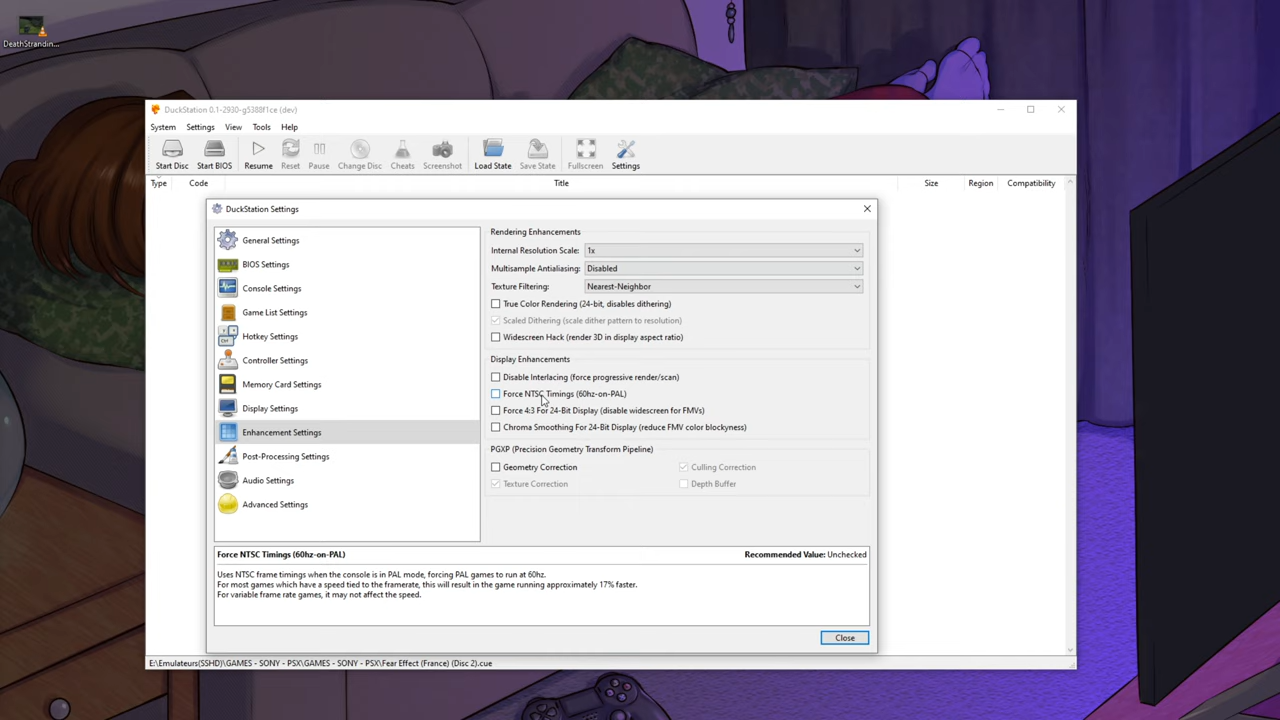 DeathStrandin...
DuckStation 0.1-2930-g5388f1ce (dev)
System Settings View Tools Help
Start Disc Start BIOS Resume Reset Pause Change Disc Cheats Screenshot Load State Save State Fullscreen Settings
Type Code Title Size Region Compatibility
DuckStation Settings
General Settings
BIOS Settings
Console Settings
Game List Settings
Hotkey Settings
Controller Settings
Memory Card Settings
Display Settings
Enhancement Settings
Post-Processing Settings
Audio Settings
Advanced Settings
Rendering Enhancements
Internal Resolution Scale: 1x
Multisample Antialiasing: Disabled
Texture Filtering: Nearest-Neighbor
True Color Rendering (24-bit, disables dithering)
Scaled Dithering (scale dither pattern to resolution)
Widescreen Hack (render 3D in display aspect ratio)
Display Enhancements
Disable Interlacing (force progressive render/scan)
Force NTSC Timings (60hz-on-PAL)
Force 4:3 For 24-Bit Display (disable widescreen for FMVs)
Chroma Smoothing For 24-Bit Display (reduce FMV color blockyness)
PGXP (Precision Geometry Transform Pipeline)
Geometry Correction Culling Correction
Texture Correction Depth Buffer
Force NTSC Timings (60hz-on-PAL) Recommended Value: Unchecked
Uses NTSC frame timings when the console is in PAL mode, forcing PAL games to run at 60hz.
For most games which have a speed tied to the framerate, this will result in the game running approximately 17% faster.
For variable frame rate games, it may not affect the speed.
Close
E:\Emulateurs(SSHD)\GAMES - SONY - PSX\GAMES - SONY - PSX\Fear Effect (France) (Disc 2).cue